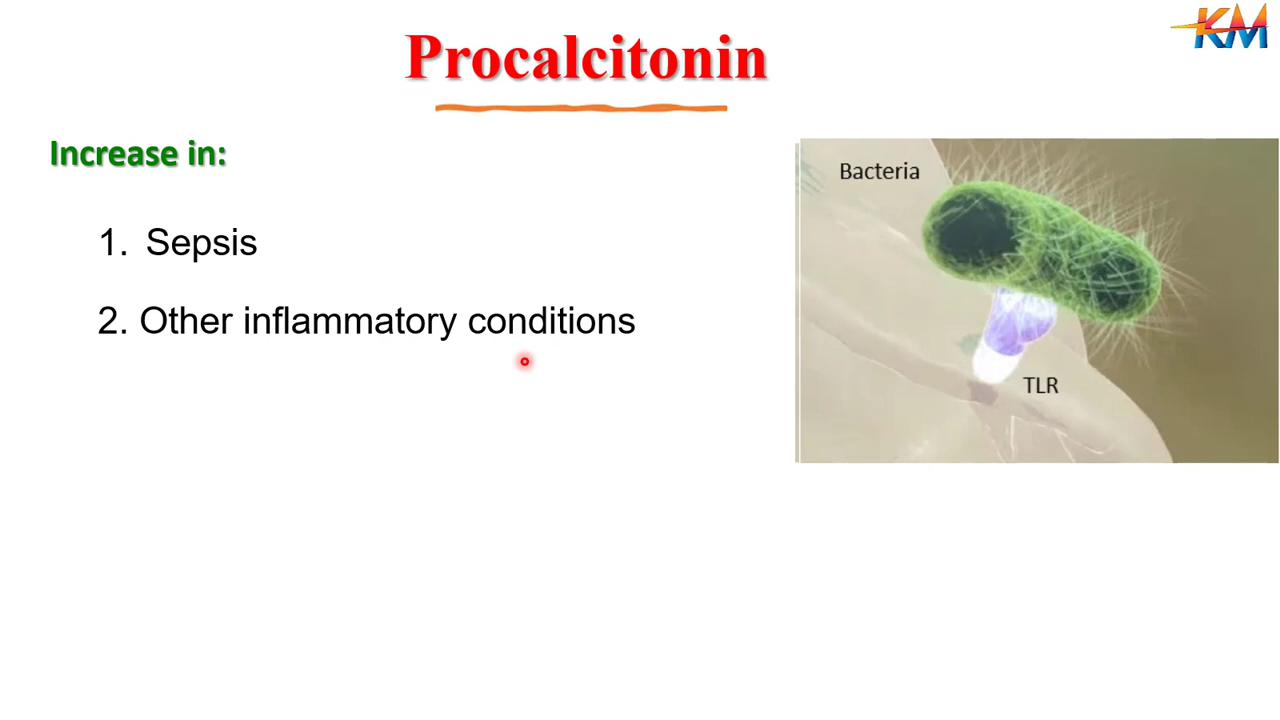 KM
Procalcitonin
Increase in:
1. Sepsis
2. Other inflammatory conditions
Bacteria
TLR